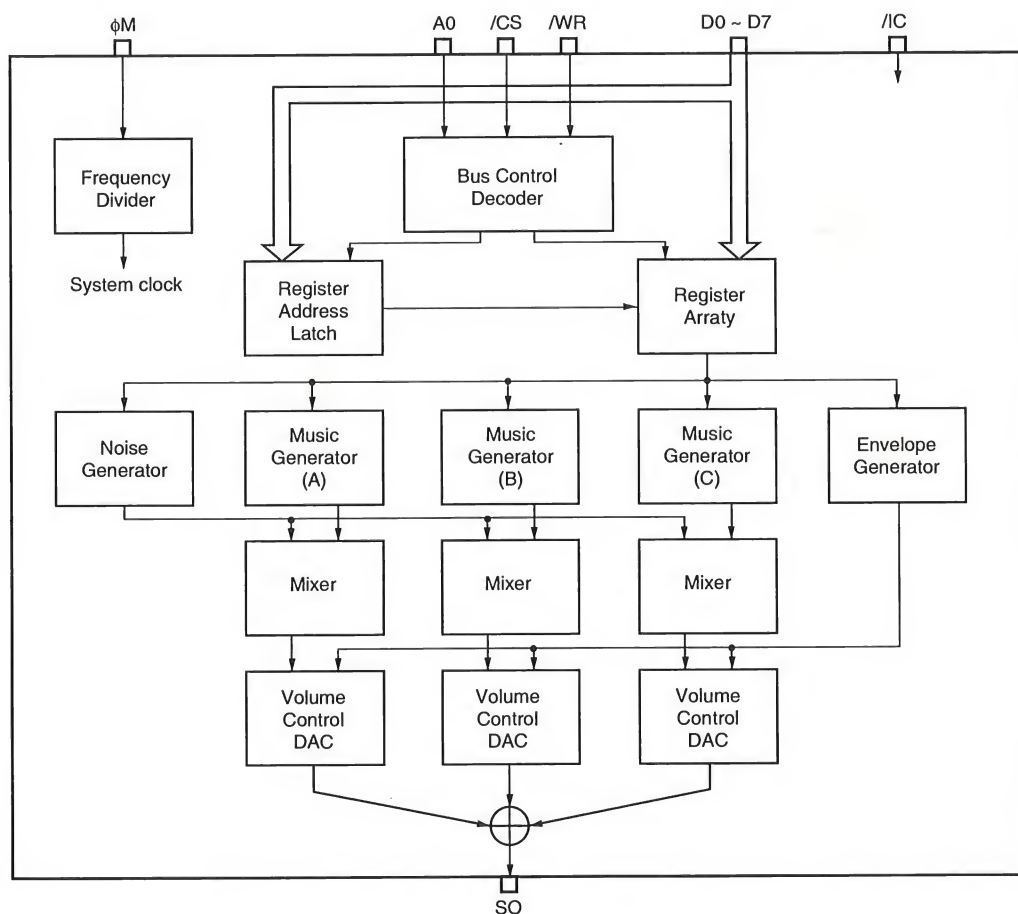 φM
A0
/CS
/WR
D0 ~ D7
/IC
Frequency
Divider
Bus Control
Decoder
System clock
Register
Address
Latch
Register
Arraty
Noise
Generator
Music
Generator
(A)
Music
Generator
(B)
Music
Generator
(C)
Envelope
Generator
Mixer
Mixer
Mixer
Volume
Control
DAC
Volume
Control
DAC
Volume
Control
DAC
SO